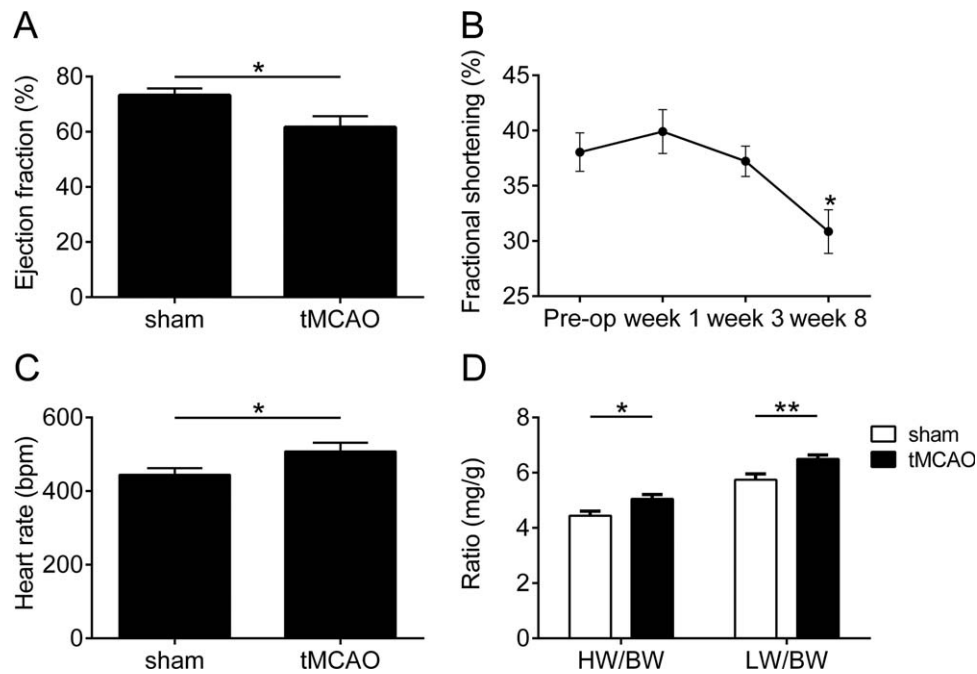 A
Ejection fraction (%)
80
60
40
20
0
*
sham
tMCAO
B
Fractional shortening (%)
45
40
35
30
25
*
Pre-op week 1 week 3 week 8
C
Heart rate (bpm)
600
400
200
0
*
sham
tMCAO
D
Ratio (mg/g)
8
6
4
2
0
*
**
HW/BW
LW/BW
sham
tMCAO